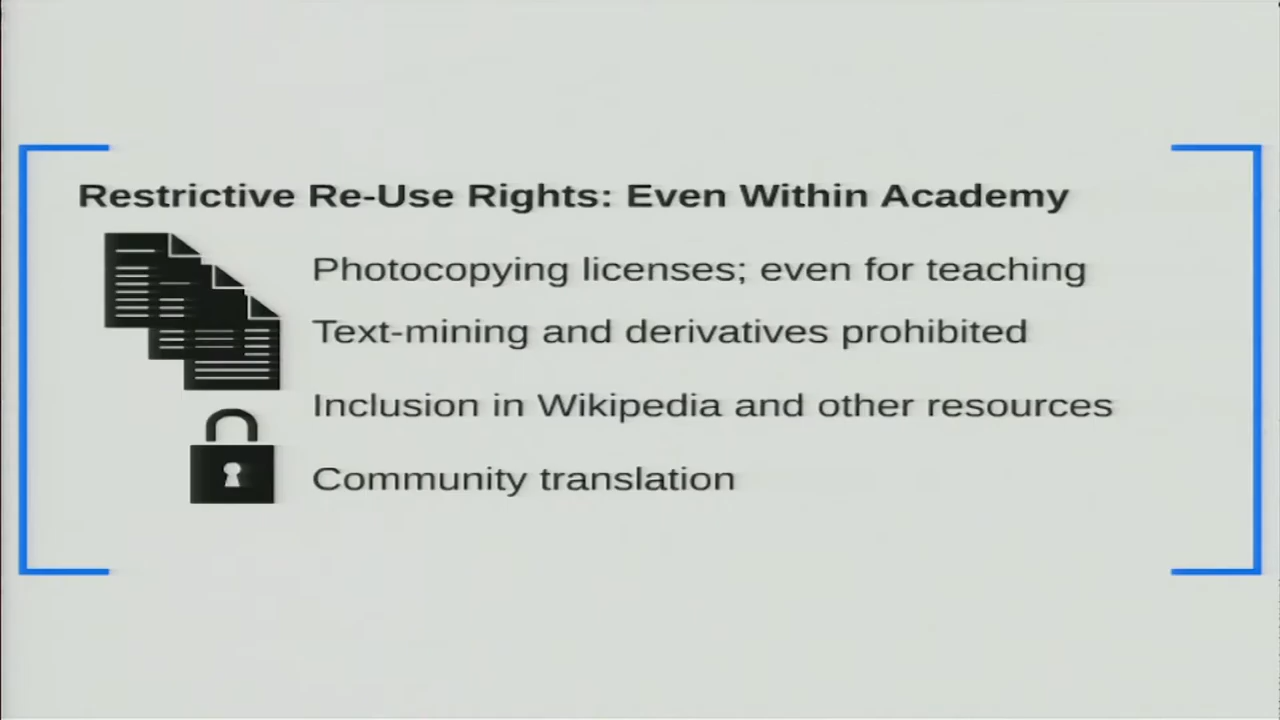 Restrictive Re-Use Rights: Even Within Academy
Photocopying licenses; even for teaching
Text-mining and derivatives prohibited
Inclusion in Wikipedia and other resources
Community translation